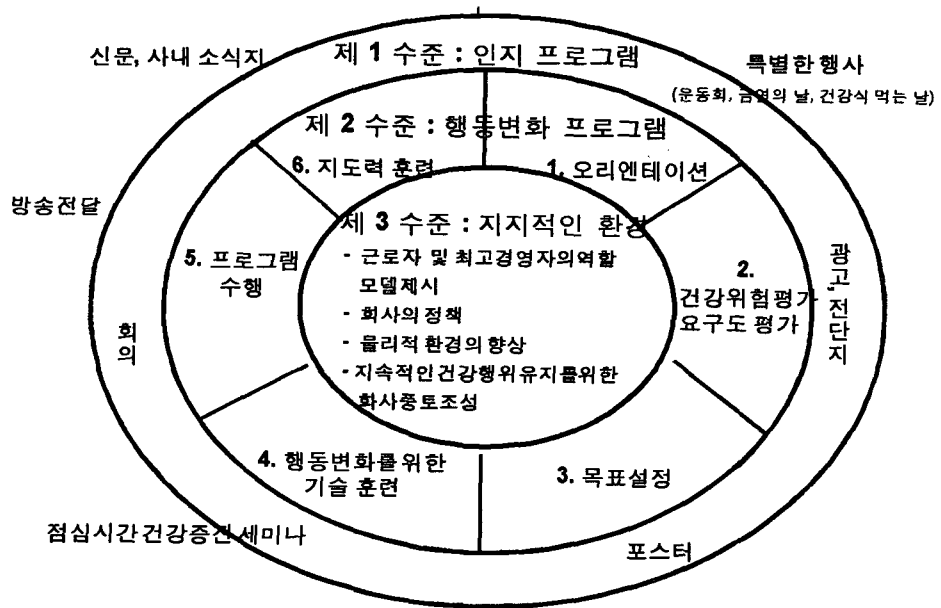 제 1 수준 : 인지 프로그램
신문, 사내 소식지
특별한 행사
(운동회, 금연의 날, 건강식 먹는 날)
제 2 수준 : 행동변화 프로그램
6. 지도력 훈련
1. 오리엔테이션
방송전달
제 3 수준 : 지지적인 환경
- 근로자 및 최고경영자의역할
모델제시
- 회사의 정책
- 물리적 환경의 향상
- 지속적인건강행위유지를위한
화사풍토조성
5. 프로그램
수행
2.
건강위험평가
요구도 평가
광고, 전단지
회의
4. 행동변화를위한
기술 훈련
3. 목표설정
점심시간 건강증진 세미나
포스터